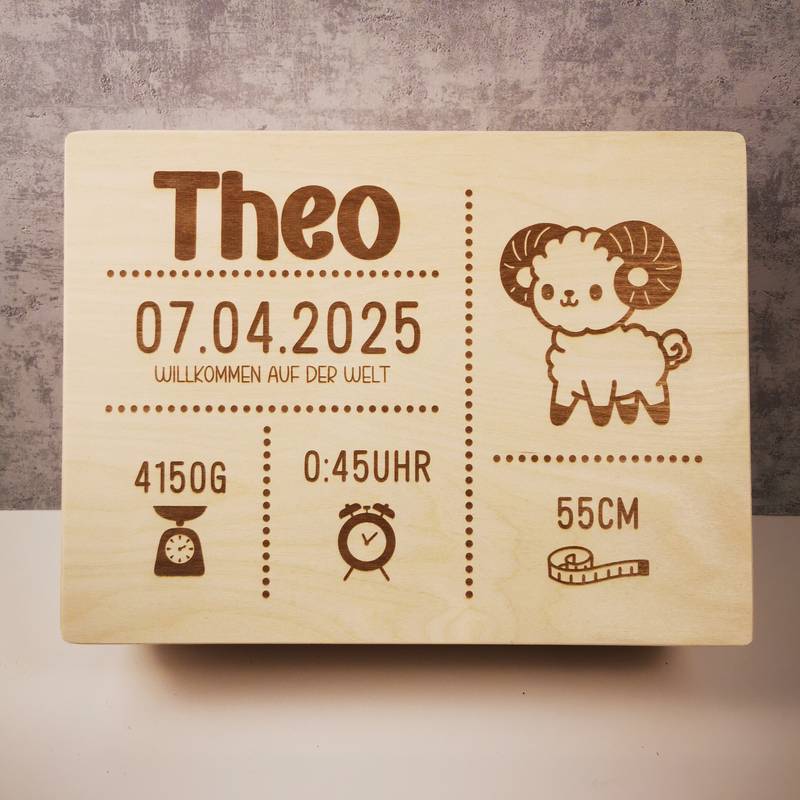 Theo
07.04.2025
WILLKOMMEN AUF DER WELT
4150G
0:45UHR
55CM